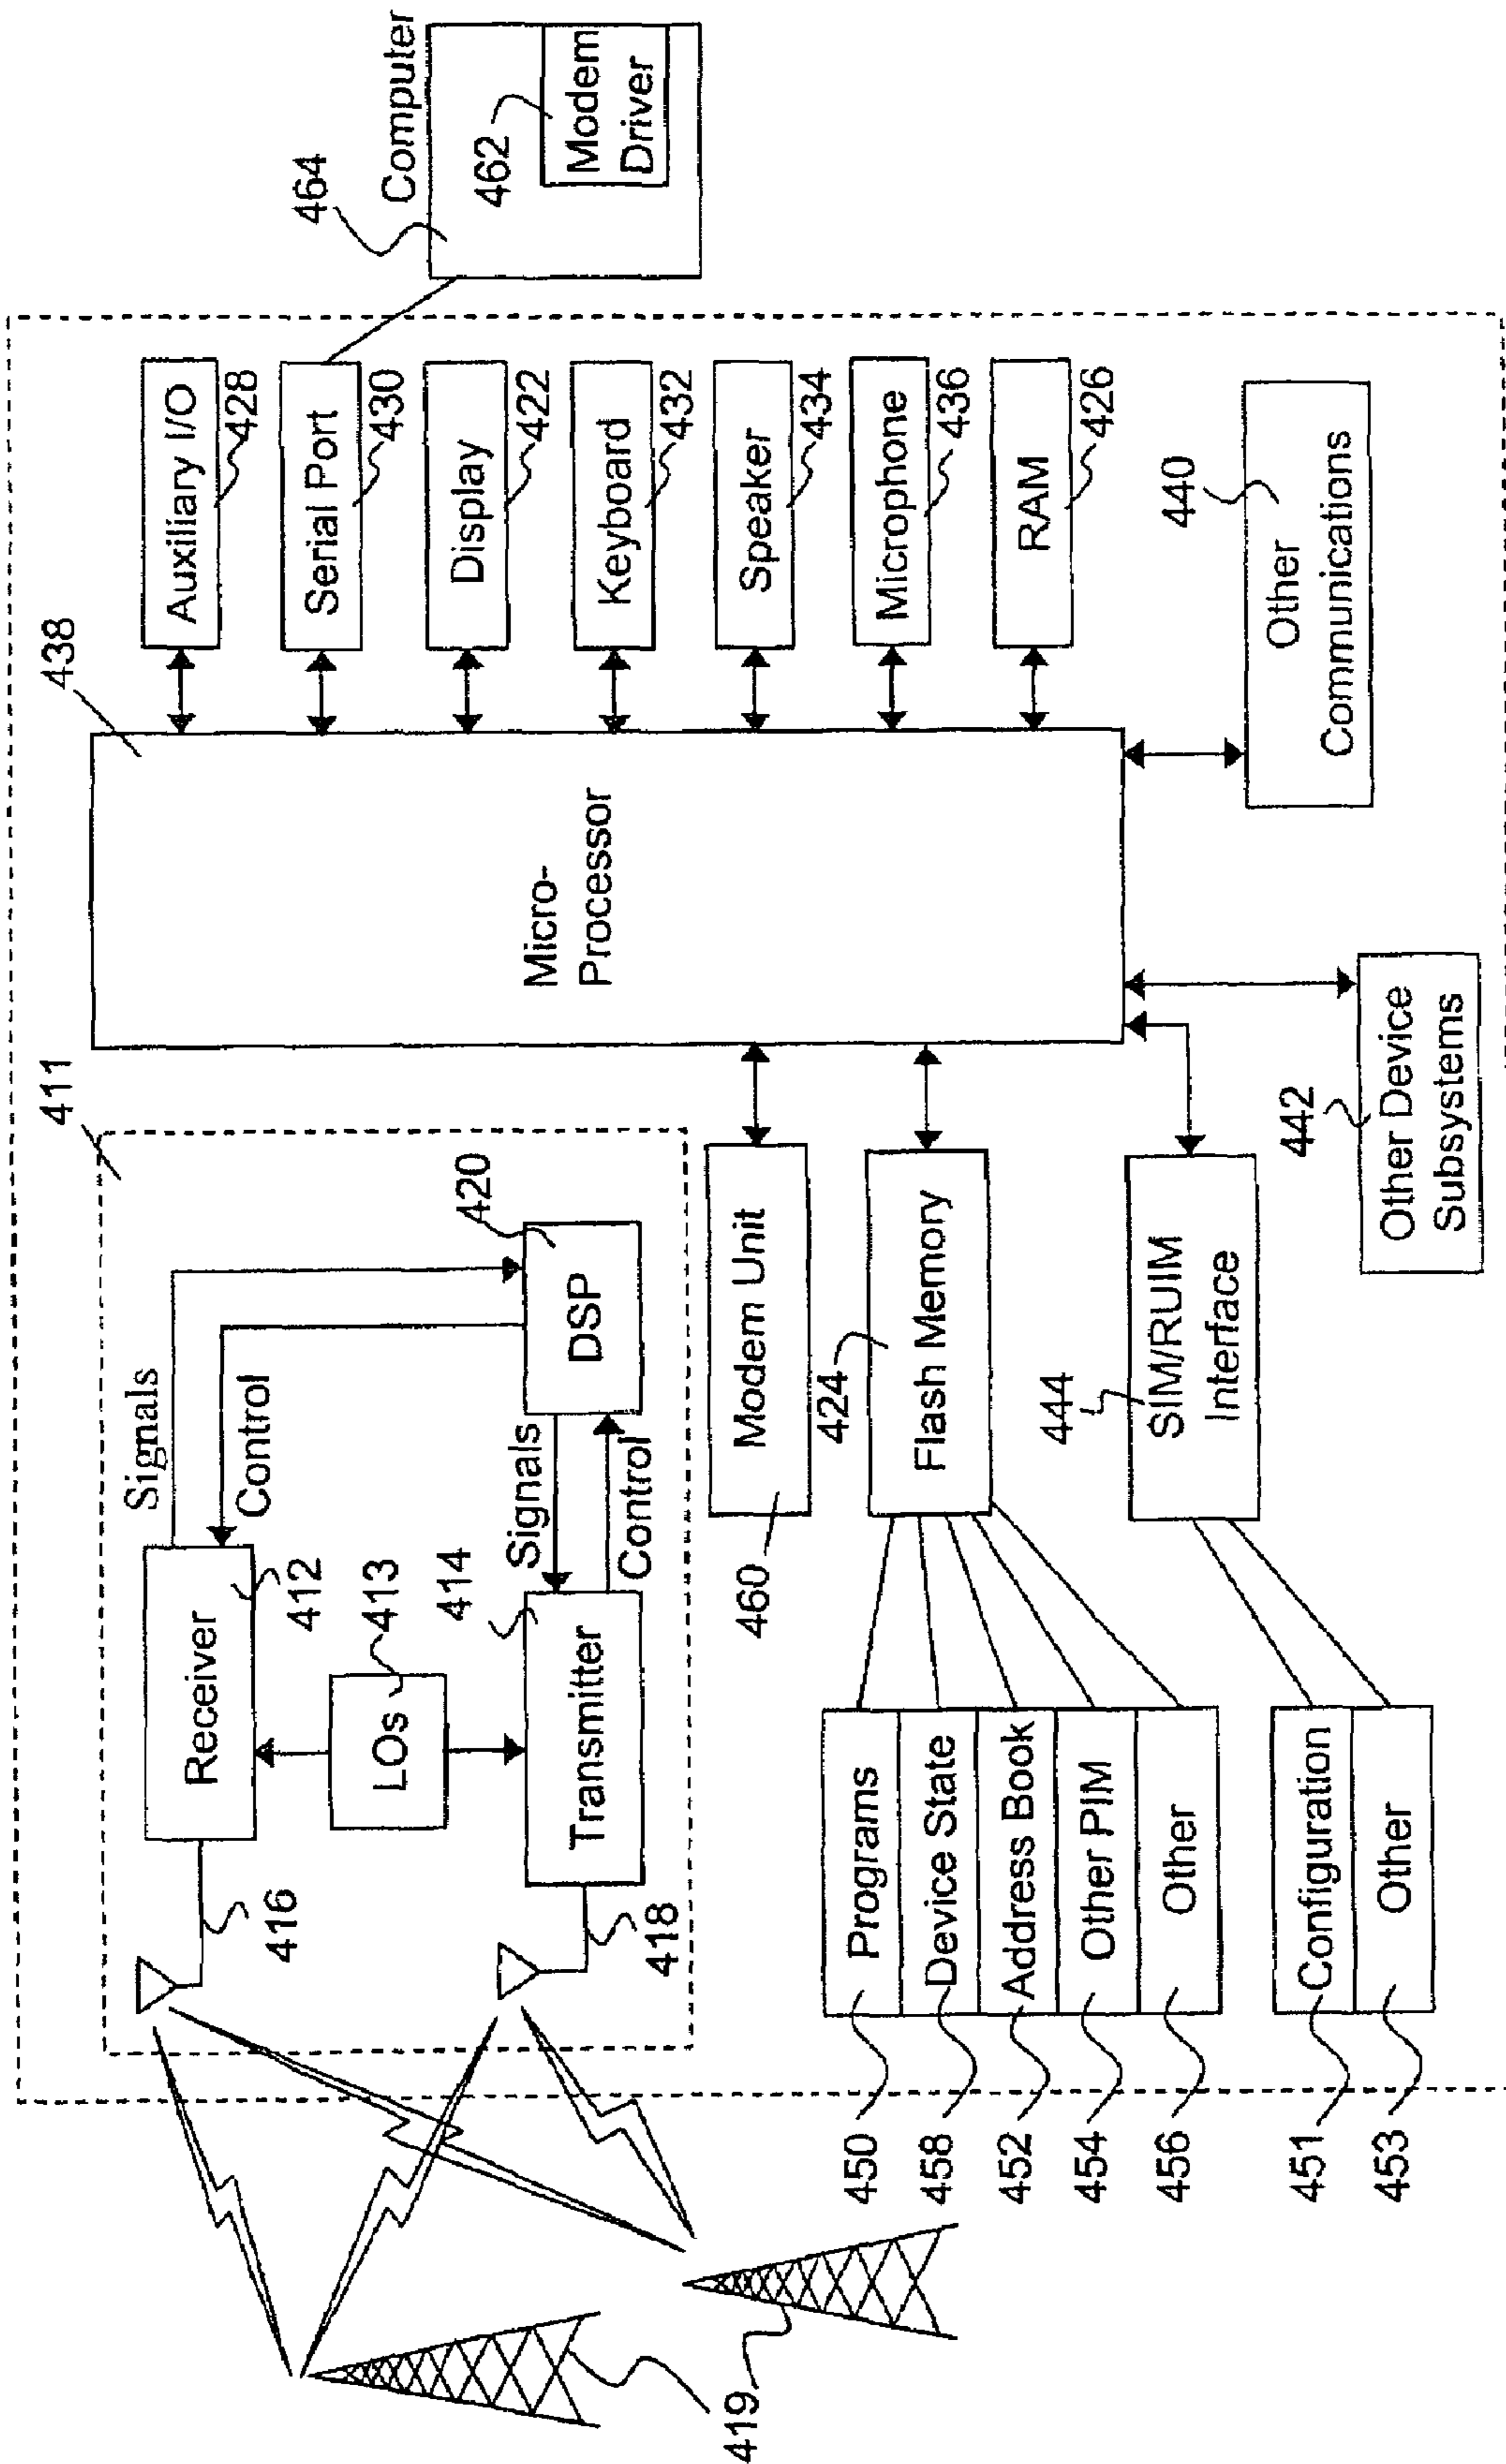 419
416
418
411
Receiver
412
LOs
413
Transmitter
414
Signals
Control
Signals
Control
DSP
420
438
Micro-
Processor
Auxiliary I/O
428
Serial Port
430
Display
422
Keyboard
432
Speaker
434
Microphone
436
RAM
426
464
Computer
462
Modem
Driver
Modem Unit
460
424
Flash Memory
450
Programs
458
Device State
452
Address Book
454
Other PIM
456
Other
444
SIM/RUIM
Interface
451
Configuration
453
Other
442
Other Device
Subsystems
440
Other
Communications